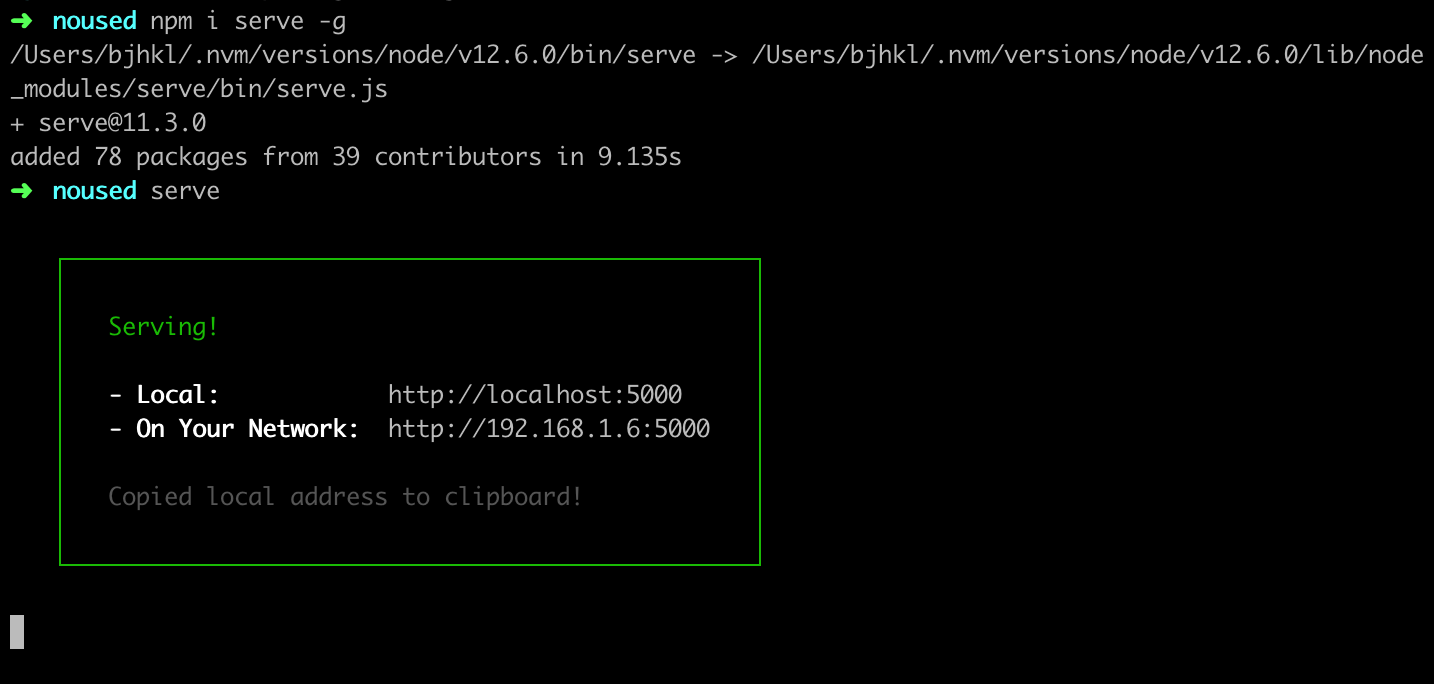 ➜ noused npm i serve -g
/Users/bjhkl/.nvm/versions/node/v12.6.0/bin/serve -> /Users/bjhkl/.nvm/versions/node/v12.6.0/lib/node
_modules/serve/bin/serve.js
+ serve@11.3.0
added 78 packages from 39 contributors in 9.135s
➜ noused serve
Serving!
- Local: http://localhost:5000
- On Your Network: http://192.168.1.6:5000
Copied local address to clipboard!